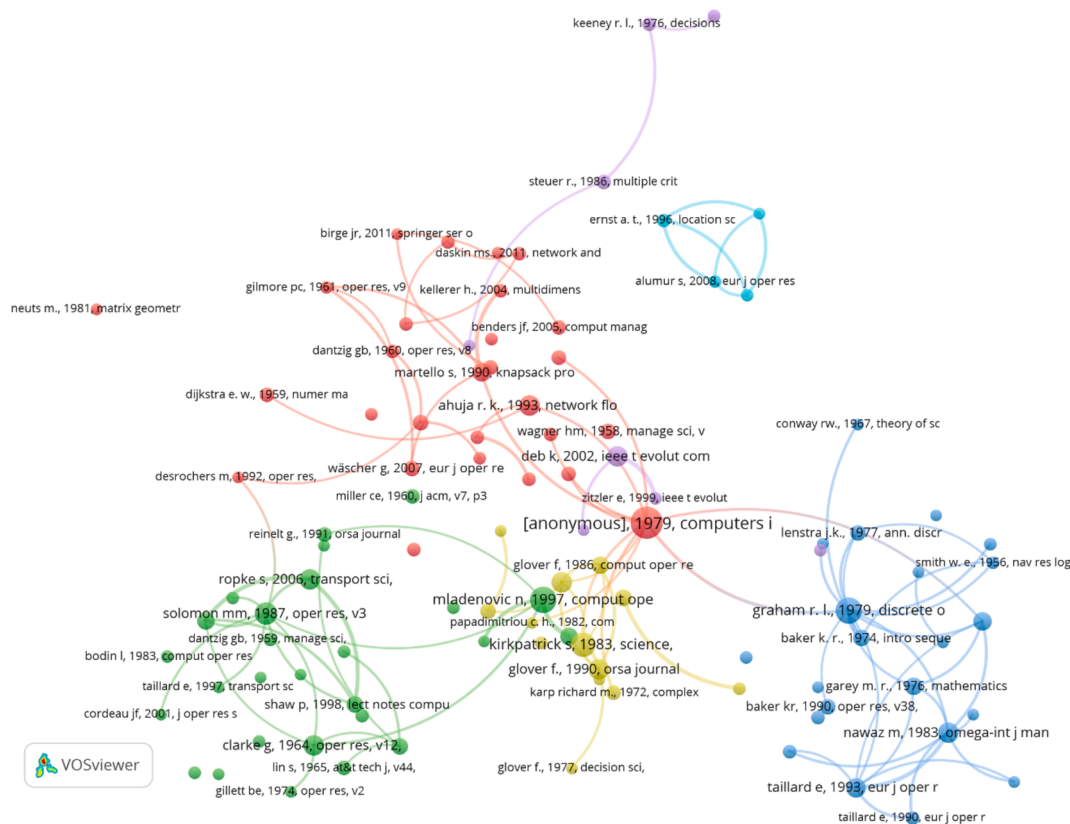 keeney r. l., 1976, decisions
steuer r., 1986, multiple crit
ernst a. t., 1996, location sc
birge jr, 2011, springer ser o
daskin ms., 2011, network and
alumur s, 2008, eur j oper res
gilmore pc, 1961, oper res, v9
kellerer h., 2004, multidimens
neuts m., 1981, matrix geometr
benders jf, 2005, comput manag
dantzig gb, 1960, oper res, v8
martello s, 1990, knapsack pro
dijkstra e. w., 1959, numer ma
ahuja r. k., 1993, network flo
conway rw., 1967, theory of sc
wagner hm, 1958, manage sci, v
deb k, 2002, ieee t evolut com
wäscher g, 2007, eur j oper re
desrochers m, 1992, oper res,
miller ce, 1960, j acm, v7, p3
zitzler e, 1999, ieee t evolut
[anonymous], 1979, computers i
reinelt g., 1991, orsa journal
lenstra j.k., 1977, ann. discr
smith w. e., 1956, nav res log
glover f, 1986, comput oper re
ropke s, 2006, transport sci,
mladenovic n, 1997, comput ope
solomon mm, 1987, oper res, v3
graham r. l., 1979, discrete o
papadimitriou c. h., 1982, com
dantzig gb, 1959, manage sci,
baker k. r., 1974, intro seque
kirkpatrick s, 1983, science,
bodin l, 1983, comput oper res
glover f., 1990, orsa journal
taillard e, 1997, transport sc
garey m. r., 1976, mathematics
karp richard m., 1972, complex
shaw p, 1998, lect notes compu
baker kr, 1990, oper res, v38,
cordeau jf, 2001, j oper res s
nawaz m, 1983, omega-int j man
clarke g, 1964, oper res, v12,
VOSviewer
lin s, 1965, at&t tech j, v44,
glover f., 1977, decision sci,
gillett be, 1974, oper res, v2
taillard e, 1993, eur j oper r
taillard e, 1990, eur j oper r